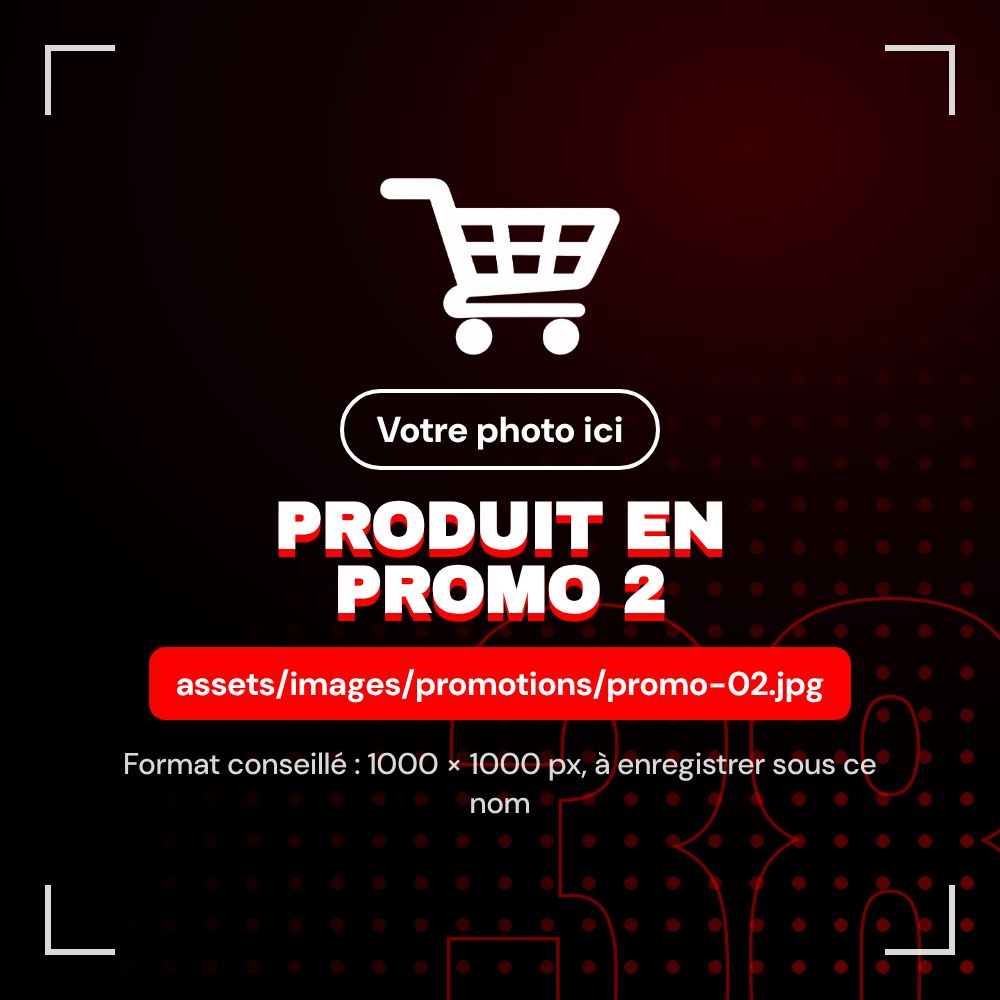 Votre photo ici
PRODUIT EN
PROMO 2
assets/images/promotions/promo-02.jpg
Format conseillé : 1000 × 1000 px, à enregistrer sous ce
nom